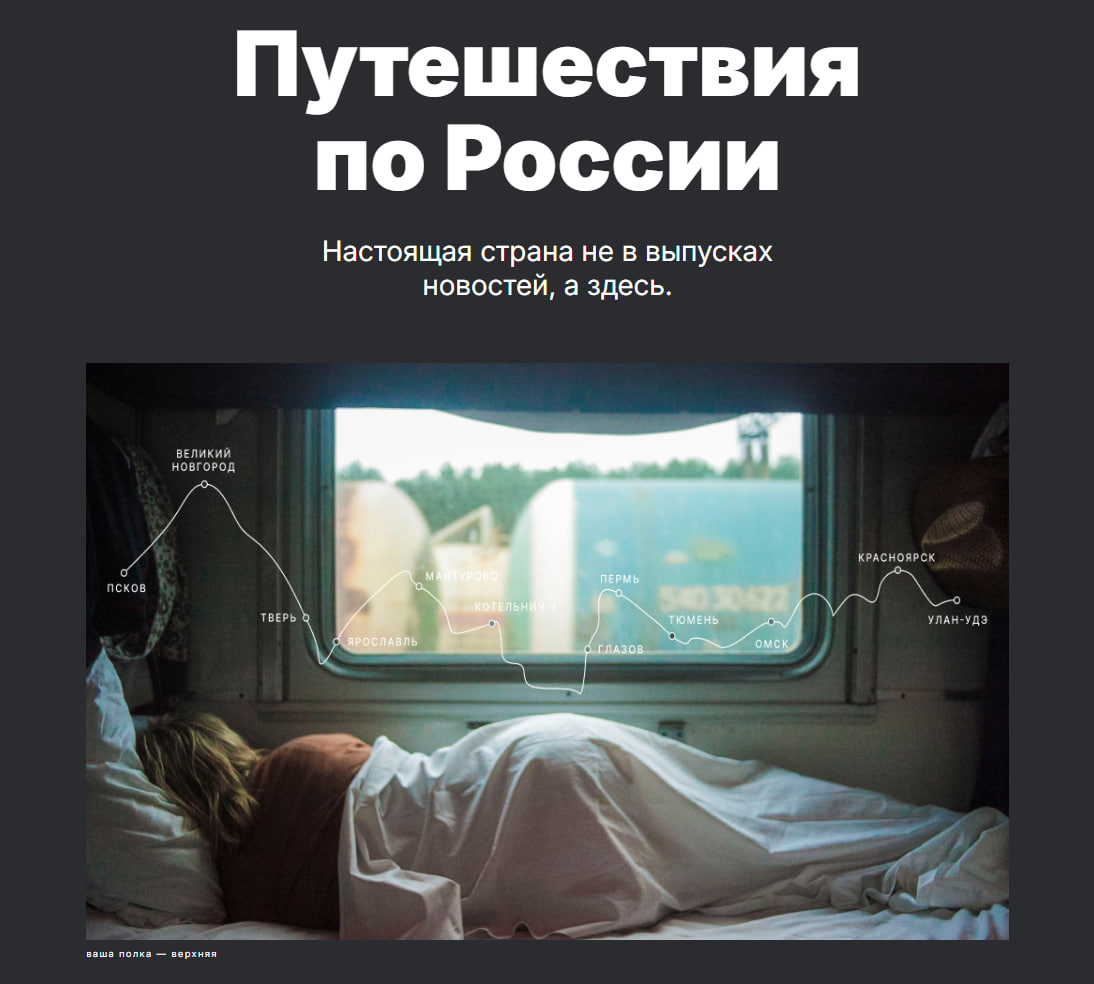 Путешествия
по России
Настоящая страна не в выпусках
новостей, а здесь.
ВЕЛИКИЙ
НОВГОРОД
ПСКОВ
ТВЕРЬ
ЯРОСЛАВЛЬ
МАНТУРОВО
КОТЕЛЬНИЧ-1
ГЛАЗОВ
ПЕРМЬ
ТЮМЕНЬ
ОМСК
КРАСНОЯРСК
УЛАН-УДЭ
ваша полка — верхняя